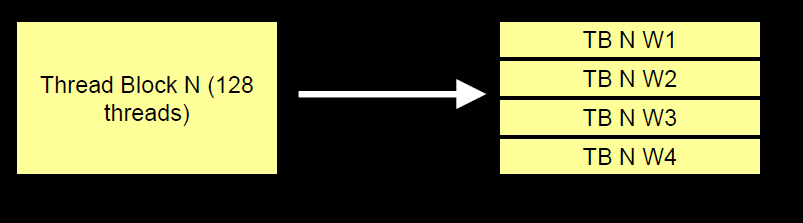 Thread Block N (128
threads)
TB N W1
TB N W2
TB N W3
TB N W4